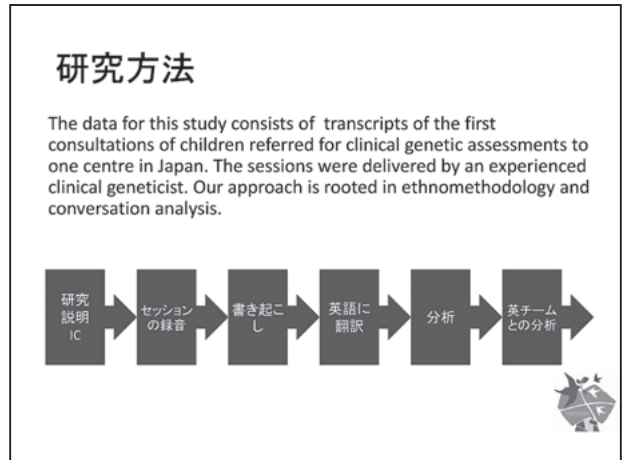 研究方法
The data for this study consists of transcripts of the first
consultations of children referred for clinical genetic assessments to
one centre in Japan. The sessions were delivered by an experienced
clinical geneticist. Our approach is rooted in ethnomethodology and
conversation analysis.
研究
説明
IC
セッション
の録音
書き起こ
し
英語に
翻訳
分析
英チーム
との分析